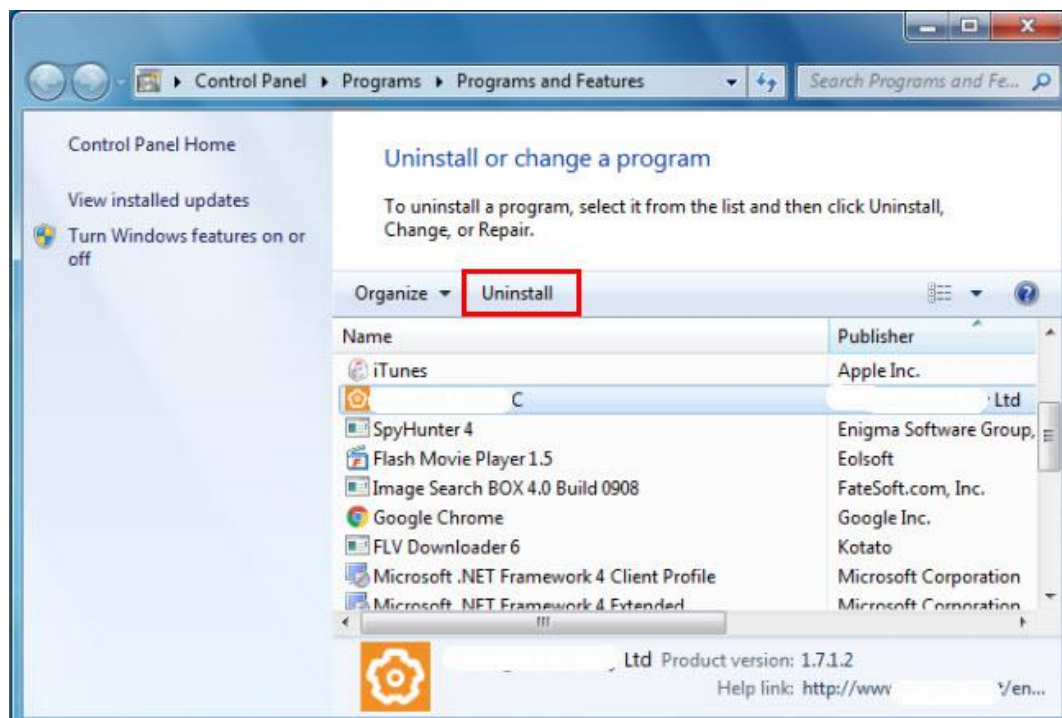 Control Panel Programs Programs and Features Search Programs and Fe...
Control Panel Home
View installed updates
Turn Windows features on or
off
Uninstall or change a program
To uninstall a program, select it from the list and then click Uninstall,
Change, or Repair.
Organize Uninstall
Name Publisher
iTunes Apple Inc.
C Ltd
SpyHunter 4 Enigma Software Group,
Flash Movie Player 1.5 Eolsoft
Image Search BOX 4.0 Build 0908 FateSoft.com, Inc.
Google Chrome Google Inc.
FLV Downloader 6 Kotato
Microsoft .NET Framework 4 Client Profile Microsoft Corporation
Microsoft .NET Framework 4 Extended Microsoft Corporation
Ltd Product version: 1.7.1.2
Help link: http://www t/en...